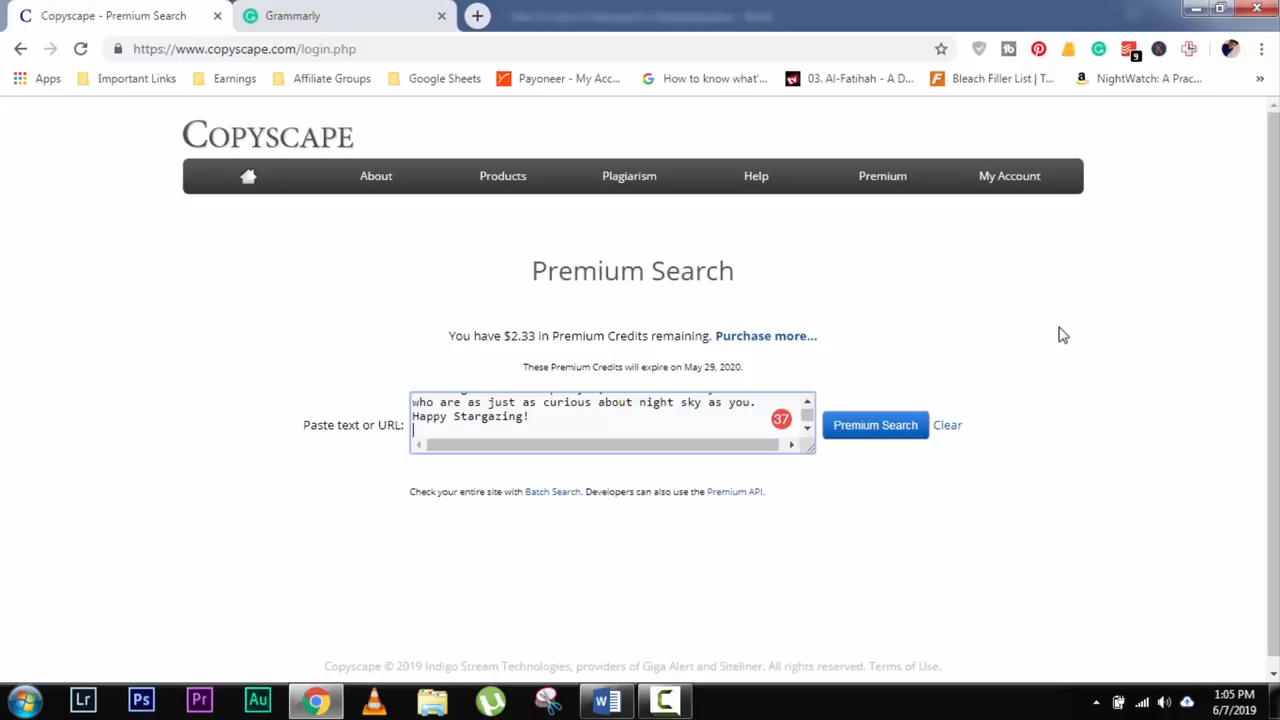 Copyscape - Premium Search
Grammarly
https://www.copyscape.com/login.php
9
Apps
Important Links
Earnings
Affiliate Groups
Google Sheets
Payoneer - My Acc...
How to know what'...
03. Al-Fatihah - A D...
Bleach Filler List | T...
NightWatch: A Prac...
»
COPYSCAPE
About
Products
Plagiarism
Help
Premium
My Account
Premium Search
You have $2.33 in Premium Credits remaining. Purchase more...
These Premium Credits will expire on May 29, 2020.
who are as just as curious about night sky as you.
Happy Stargazing!
37
Paste text or URL:
Premium Search
Clear
Check your entire site with Batch Search. Developers can also use the Premium API.
Copyscape © 2019 Indigo Stream Technologies, providers of Giga Alert and Siteliner. All rights reserved. Terms of Use.
Lr
Ps
Pr
Au
1:05 PM
6/7/2019